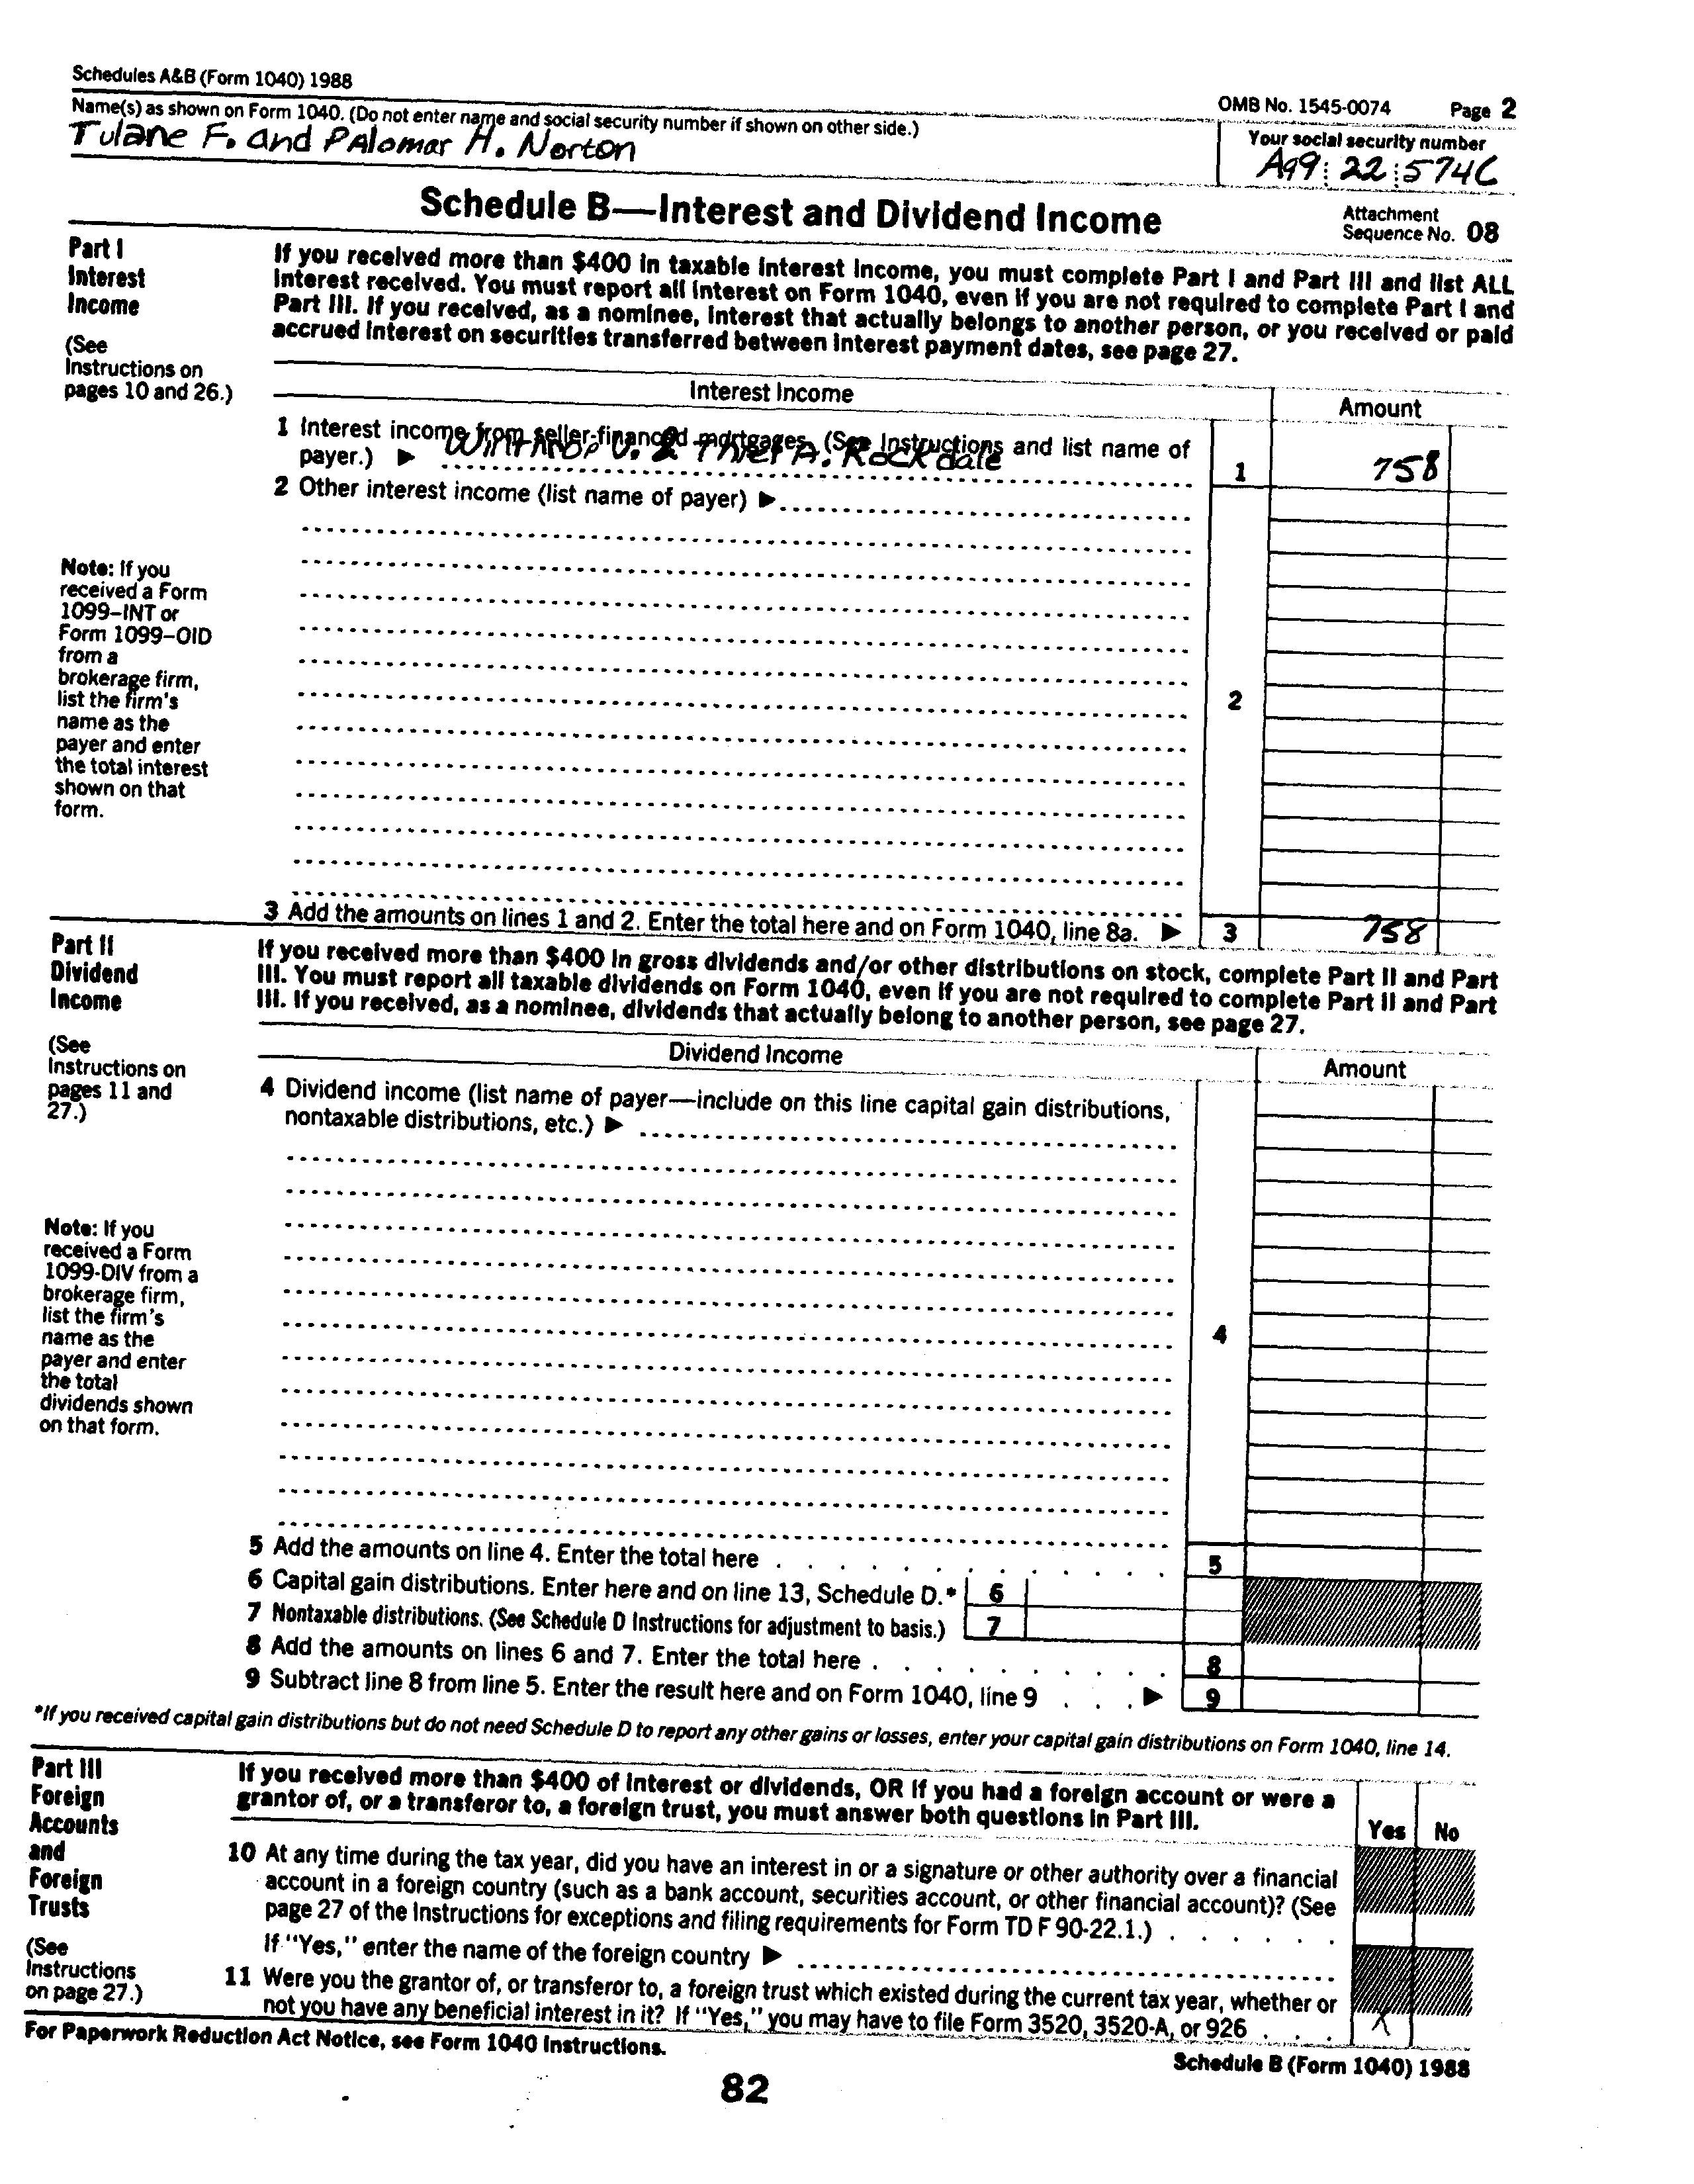 Schedules A&B (Form 1040) 1988
OMB No. 1545-0074 Page 2
Name(s) as shown on Form 1040. (Do not enter name and social security number if shown on other side.)
Your social security number
Tulane F. and Palomar H. Norton
A99 22 574C
Schedule B—Interest and Dividend Income
Attachment
Sequence No. 08
Part I
Interest
Income
(See
Instructions on
pages 10 and 26.)
If you received more than $400 in taxable interest income, you must complete Part I and Part III and list ALL
interest received. You must report all interest on Form 1040, even if you are not required to complete Part I and
Part III. If you received, as a nominee, interest that actually belongs to another person, or you received or paid
accrued interest on securities transferred between interest payment dates, see page 27.
Interest Income
Amount
1 Interest income from seller-financed mortgages. (See Instructions and list name of
payer.) ▶ Winthrop V. & A. Rockdale
1 758
2 Other interest income (list name of payer) ▶
Note: If you
received a Form
1099–INT or
Form 1099–OID
from a
brokerage firm,
list the firm's
name as the
payer and enter
the total interest
shown on that
form.
2
3 Add the amounts on lines 1 and 2. Enter the total here and on Form 1040, line 8a. ▶ 3 758
Part II
Dividend
Income
(See
Instructions on
pages 11 and
27.)
If you received more than $400 in gross dividends and/or other distributions on stock, complete Part II and Part
III. You must report all taxable dividends on Form 1040, even if you are not required to complete Part II and Part
III. If you received, as a nominee, dividends that actually belong to another person, see page 27.
Dividend Income
Amount
4 Dividend income (list name of payer—include on this line capital gain distributions,
nontaxable distributions, etc.) ▶
Note: If you
received a Form
1099-DIV from a
brokerage firm,
list the firm's
name as the
payer and enter
the total
dividends shown
on that form.
4
5 Add the amounts on line 4. Enter the total here 5
6 Capital gain distributions. Enter here and on line 13, Schedule D.* 6
7 Nontaxable distributions. (See Schedule D Instructions for adjustment to basis.) 7
8 Add the amounts on lines 6 and 7. Enter the total here 8
9 Subtract line 8 from line 5. Enter the result here and on Form 1040, line 9 ▶ 9
*If you received capital gain distributions but do not need Schedule D to report any other gains or losses, enter your capital gain distributions on Form 1040, line 14.
Part III
Foreign
Accounts
and
Foreign
Trusts
(See
Instructions
on page 27.)
If you received more than $400 of interest or dividends, OR if you had a foreign account or were a
grantor of, or a transferor to, a foreign trust, you must answer both questions in Part III.
Yes No
10 At any time during the tax year, did you have an interest in or a signature or other authority over a financial
account in a foreign country (such as a bank account, securities account, or other financial account)? (See
page 27 of the Instructions for exceptions and filing requirements for Form TD F 90-22.1.)
If "Yes," enter the name of the foreign country ▶
11 Were you the grantor of, or transferor to, a foreign trust which existed during the current tax year, whether or
not you have any beneficial interest in it? If "Yes," you may have to file Form 3520, 3520-A, or 926 X
For Paperwork Reduction Act Notice, see Form 1040 Instructions.
Schedule B (Form 1040) 1988
82